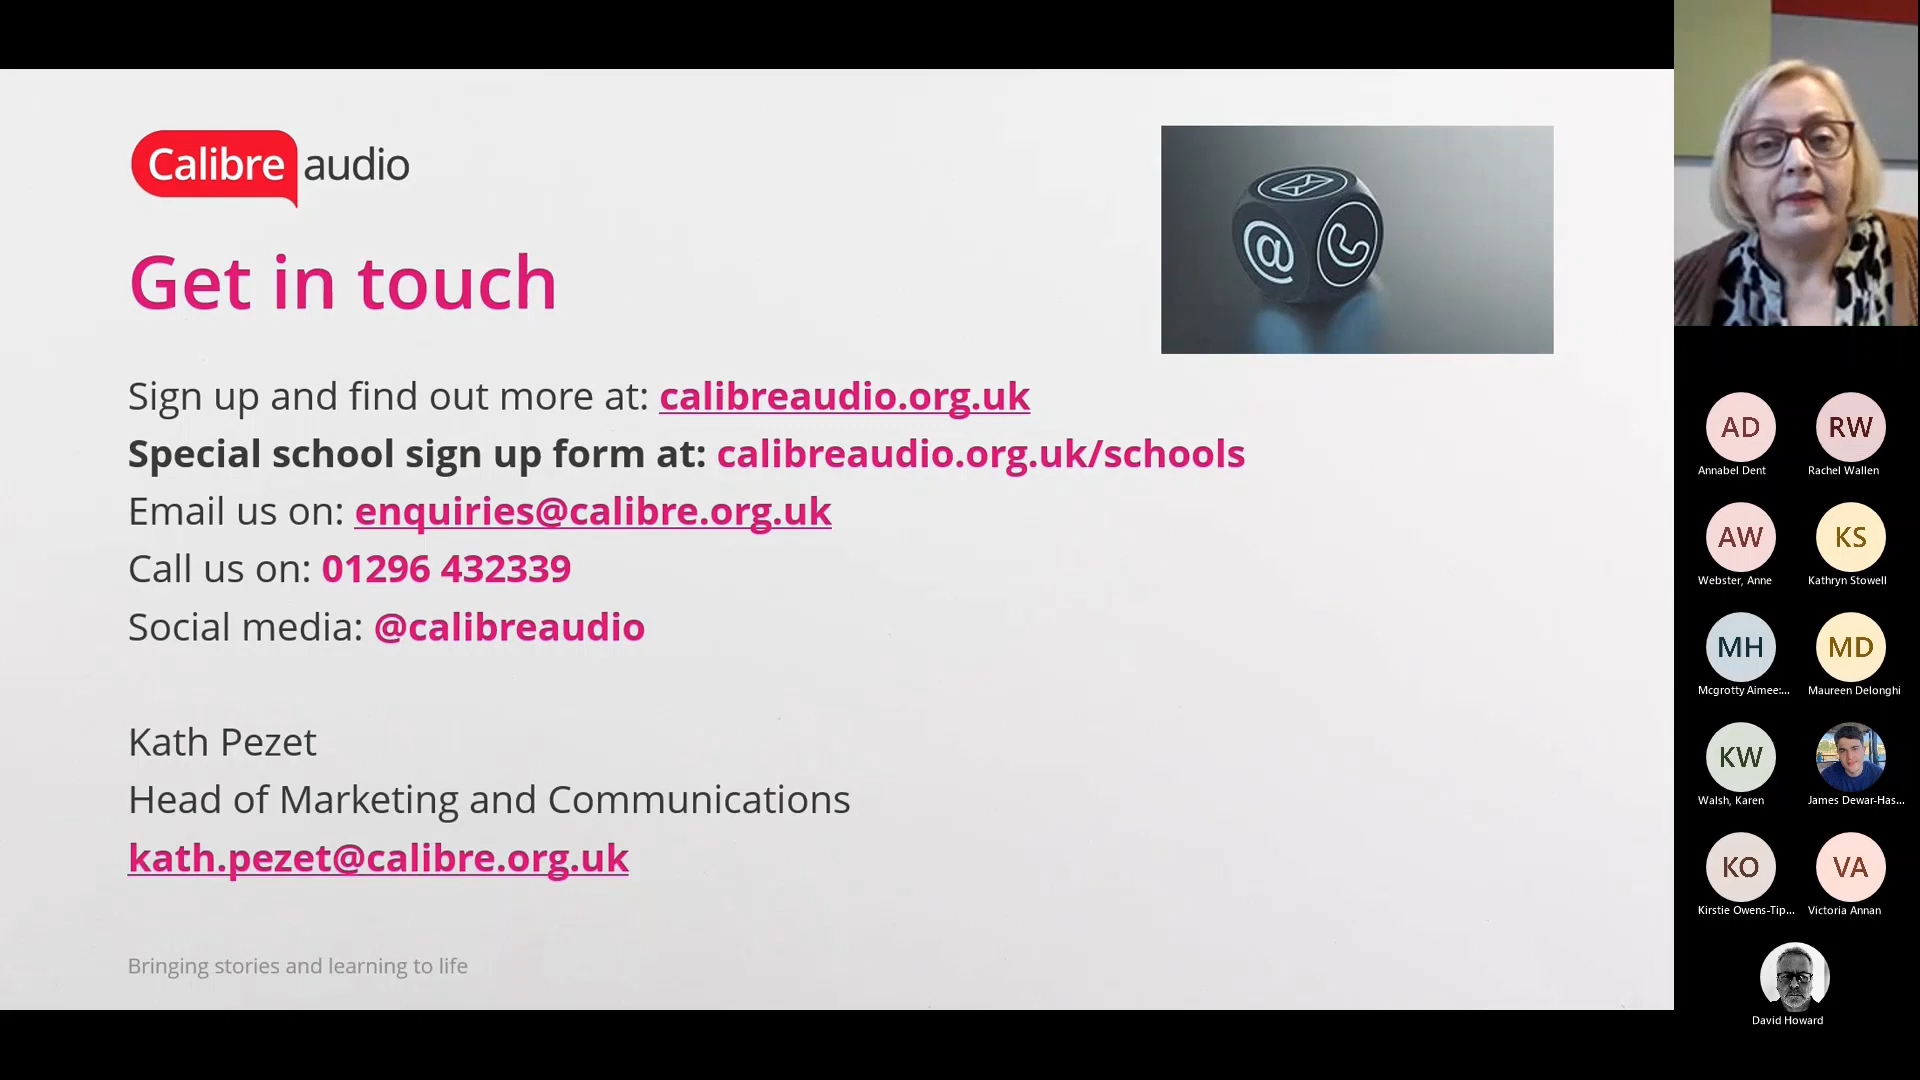 Calibre audio
Get in touch
Sign up and find out more at: calibreaudio.org.uk
Special school sign up form at: calibreaudio.org.uk/schools
Email us on: enquiries@calibre.org.uk
Call us on: 01296 432339
Social media: @calibreaudio
Kath Pezet
Head of Marketing and Communications
kath.pezet@calibre.org.uk
Bringing stories and learning to life
@
AD
Annabel Dent
RW
Rachel Wallen
AW
Webster, Anne
KS
Kathryn Stowell
MH
Mcgrotty Aimee:...
MD
Maureen Delonghi
KW
Walsh, Karen
James Dewar-Has...
KO
Kirstie Owens-Tip...
VA
Victoria Annan
David Howard